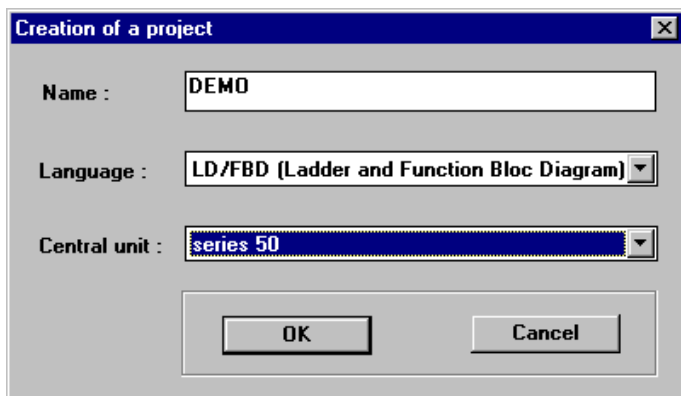 Creation of a project
Name :
DEMO
Language :
LD/FBD (Ladder and Function Bloc Diagram)
Central unit :
series 50
OK
Cancel